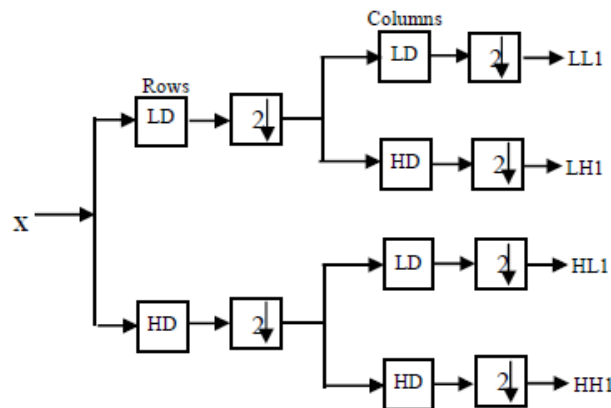 Columns
LD 2 LL1
Rows
LD 2
HD 2 LH1
X
LD 2 HL1
HD 2
HD 2 HH1